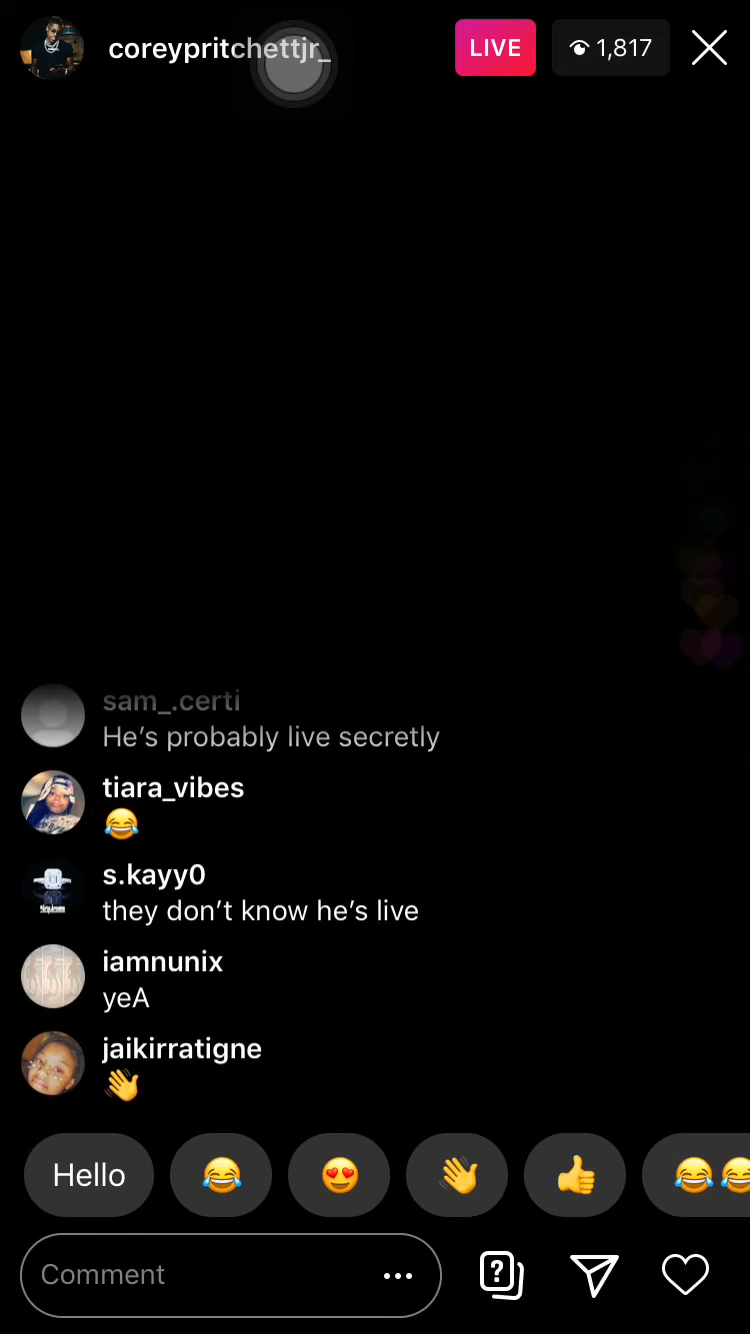 coreypritchettjr_
LIVE
1,817
sam_.certi
He's probably live secretly
tiara_vibes
😂
s.kayy0
they don't know he's live
iamnunix
yeA
jaikirratigne
👋
Hello 😂 😍 👋 👍 😂😂
Comment